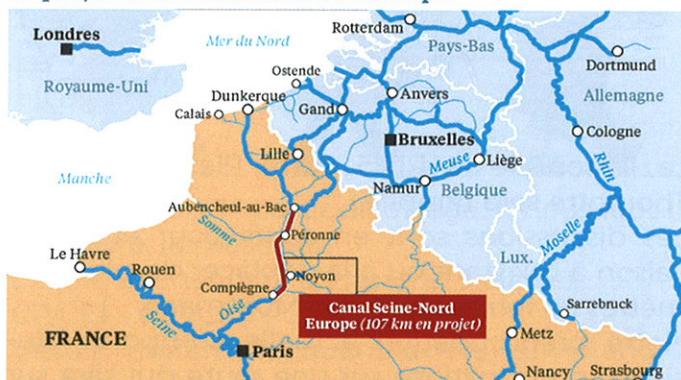 Londres
Mer du Nord
Rotterdam
Pays-Bas
Royaume-Uni
Ostende
Dortmund
Dunkerque
Anvers
Allemagne
Calais
Gand
Cologne
Bruxelles
Lille
Meuse
Liège
Rhin
Manche
Namur
Belgique
Aubencheul-au-Bac
Somme
Péronne
Moselle
Le Havre
Lux.
Rouen
Noyon
Complègne
Oise
Canal Seine-Nord
Europe (107 km en projet)
Sarrebruck
Seine
FRANCE
Paris
Metz
Nancy
Strasbourg